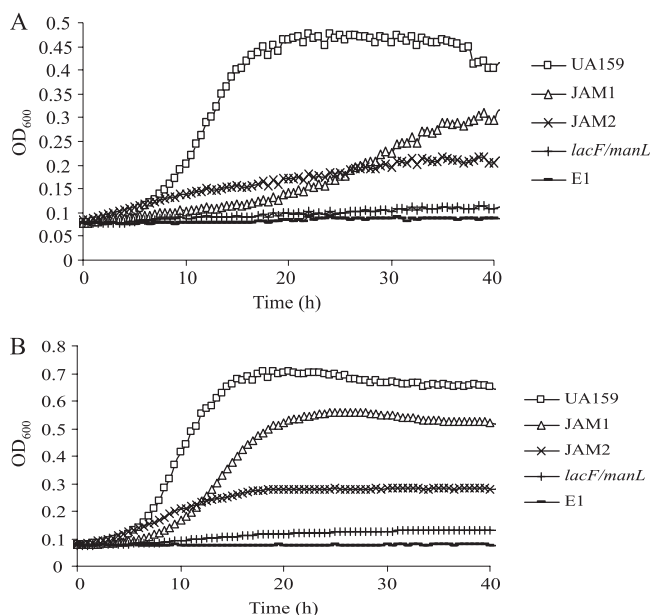 A
OD600
0.5
0.45
0.4
0.35
0.3
0.25
0.2
0.15
0.1
0.05
0
0 10 20 30 40
Time (h)
UA159
JAM1
JAM2
lacF/manL
E1
B
OD600
0.8
0.7
0.6
0.5
0.4
0.3
0.2
0.1
0
0 10 20 30 40
Time (h)
UA159
JAM1
JAM2
lacF/manL
E1